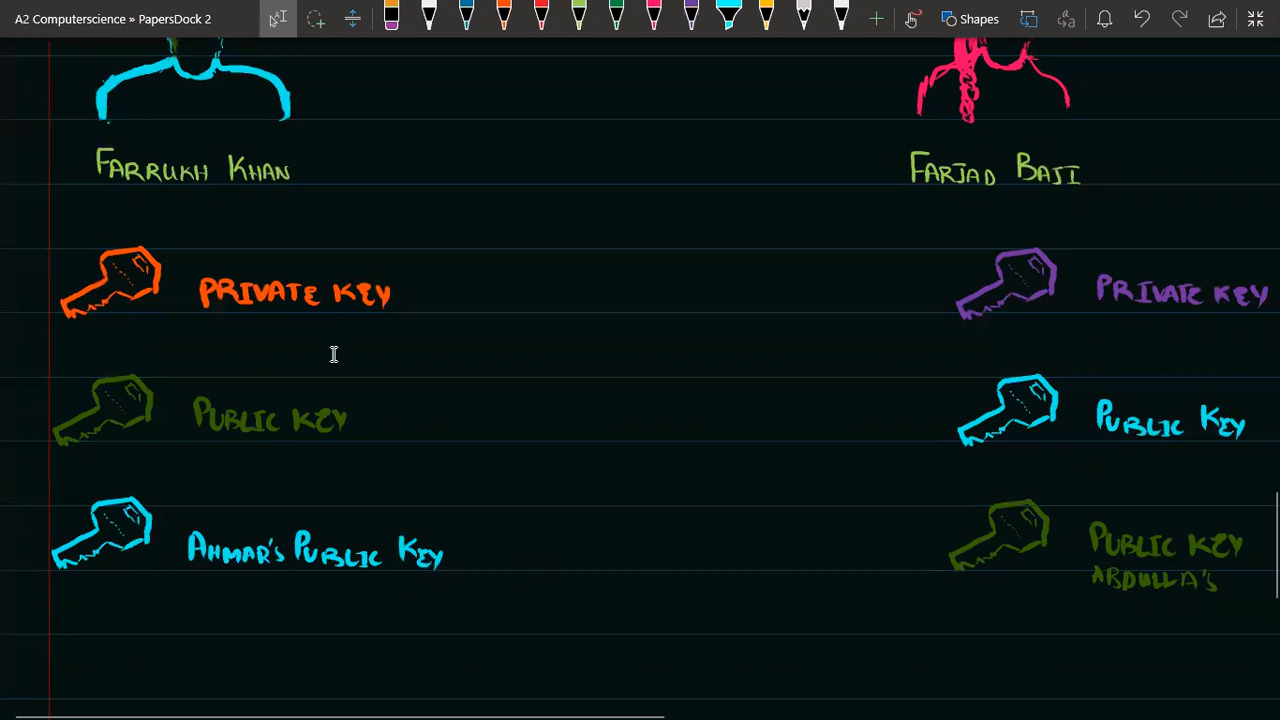 A2 Computerscience » PapersDock 2
Shapes
FARRUKH KHAN
FARJAD BAJI
PRIVATE KEY
PRIVATE KEY
PUBLIC KEY
PUBLIC KEY
AHMAR'S PUBLIC KEY
PUBLIC KEY
ABDULLA'S